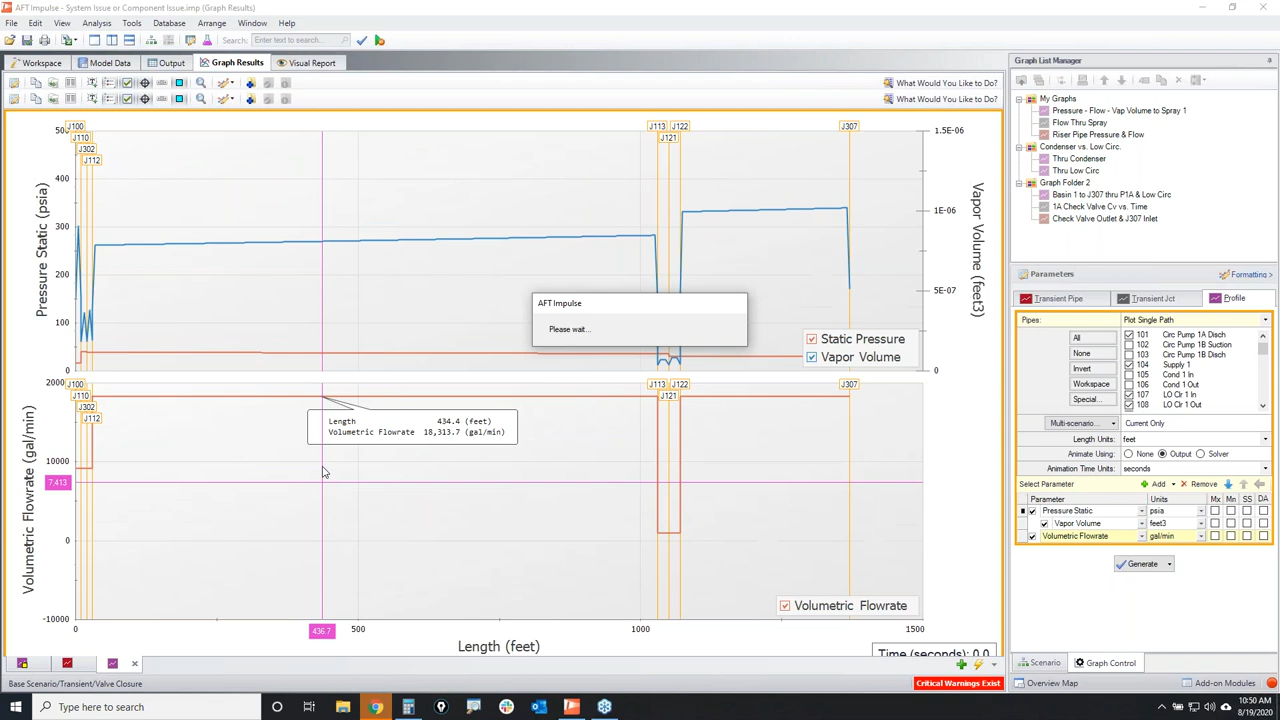 AFT Impulse - System Issue or Component Issue.imp (Graph Results)
File Edit View Analysis Tools Database Arrange Window Help
Search: Enter text to search...
Workspace Model Data Output Graph Results Visual Report
What Would You Like to Do?
What Would You Like to Do?
J100 J113 J122 J307
J110 J121
J302
J112
Pressure Static (psia)
500
400
300
200
100
0
Vapor Volume (feet3)
1.5E-06
1E-06
5E-07
0
AFT Impulse
Please wait...
Static Pressure
Vapor Volume
J100 J113 J122 J307
J110 J121
J302
J112
Volumetric Flowrate (gal/min)
2000
10000
0
-10000
7,413
Length 434.4 (feet)
Volumetric Flowrate 18,313.7 (gal/min)
Volumetric Flowrate
0 436.7 500 1000 1500
Length (feet)
Time (seconds): 0.0
Graph List Manager
My Graphs
Pressure - Flow - Vap Volume to Spray 1
Flow Thru Spray
Riser Pipe Pressure & Flow
Condenser vs. Low Circ.
Thru Condenser
Thru Low Circ
Graph Folder 2
Basin 1 to J307 thru P1A & Low Circ
1A Check Valve Cv vs. Time
Check Valve Outlet & J307 Inlet
Parameters Formatting >
Transient Pipe Transient Jct Profile
Pipes: Plot Single Path
All
None
Invert
Workspace
Special...
101 Circ Pump 1A Disch
102 Circ Pump 1B Suction
103 Circ Pump 1B Disch
104 Supply 1
105 Cond 1 In
106 Cond 1 Out
107 LO Clr 1 In
108 LO Clr 1 Out
Multi-scenario... Current Only
Length Units: feet
Animate Using: None Output Solver
Animation Time Units: seconds
Select Parameter Add Remove
Parameter Units Mx Mn SS DA
Pressure Static psia
Vapor Volume feet3
Volumetric Flowrate gal/min
Generate
Scenario Graph Control
Base Scenario/Transient/Valve Closure
Critical Warnings Exist
Overview Map Add-on Modules
Type here to search
10:50 AM
8/19/2020